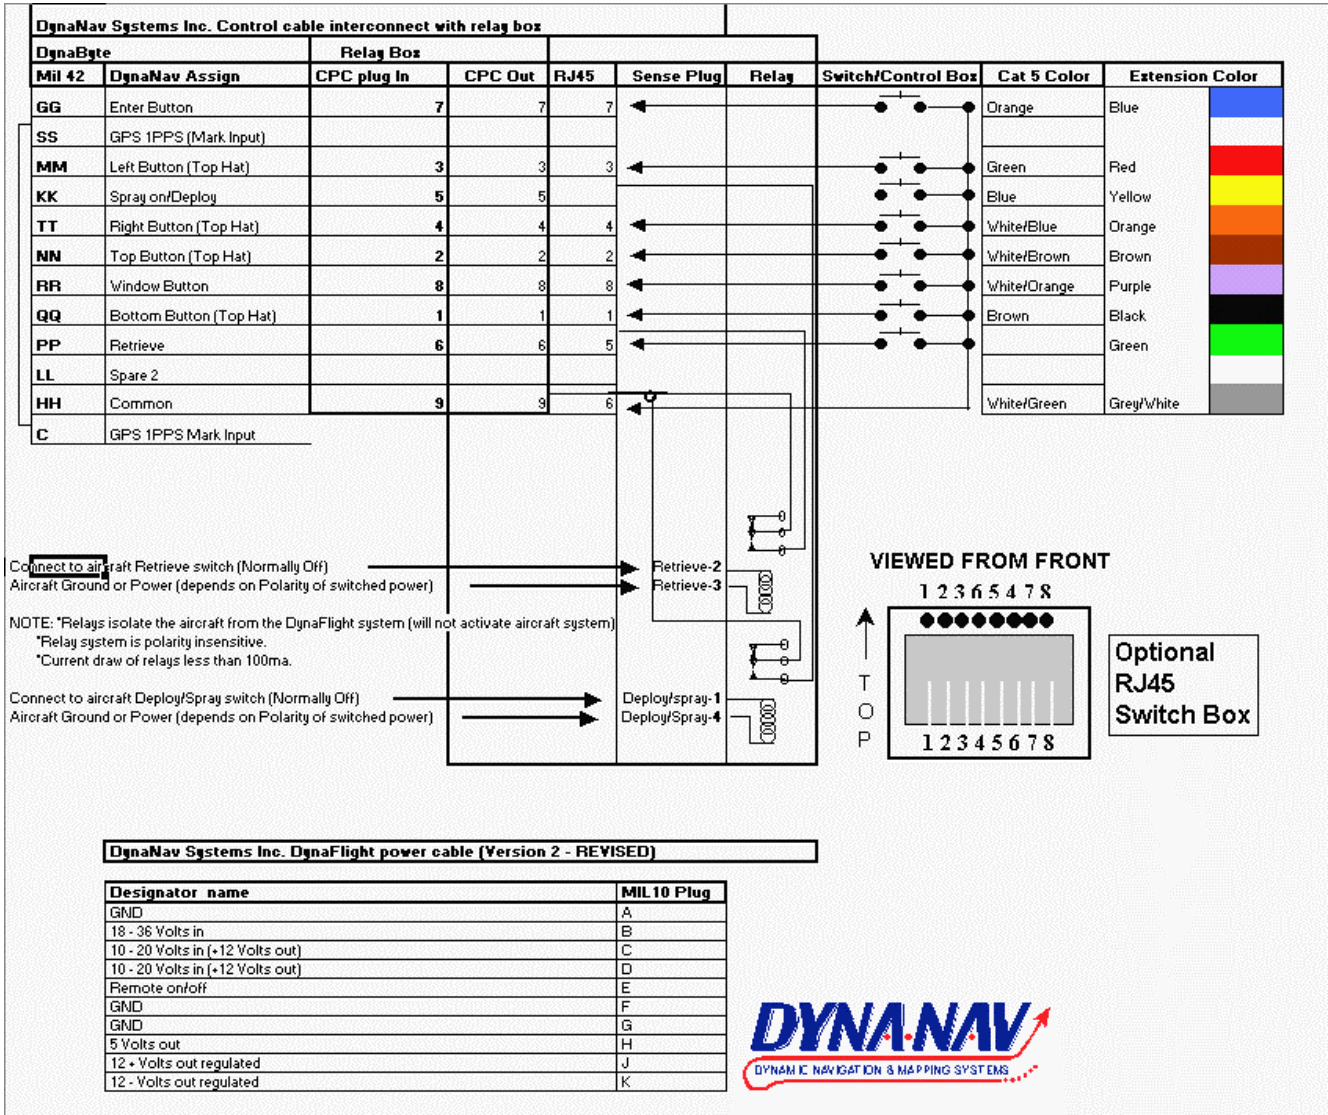 DynaNav Systems Inc. Control cable interconnect with relay box
DynaByte Relay Box
Mil 42 DynaNav Assign CPC plug In CPC Out RJ45 Sense Plug Relay Switch/Control Box Cat 5 Color Extension Color
GG Enter Button 7 7 7 Orange Blue
SS GPS 1PPS (Mark Input)
MM Left Button (Top Hat) 3 3 3 Green Red
KK Spray on/Deploy 5 5 Blue Yellow
TT Right Button (Top Hat) 4 4 4 White/Blue Orange
NN Top Button (Top Hat) 2 2 2 White/Brown Brown
RR Window Button 8 8 8 White/Orange Purple
QQ Bottom Button (Top Hat) 1 1 1 Brown Black
PP Retrieve 6 6 5 Green
LL Spare 2
HH Common 9 9 6 White/Green Grey/White
C GPS 1PPS Mark Input
Connect to aircraft Retrieve switch (Normally Off) Retrieve-2
Aircraft Ground or Power (depends on Polarity of switched power) Retrieve-3
NOTE: *Relays isolate the aircraft from the DynaFlight system (will not activate aircraft system)
*Relay system is polarity insensitive.
*Current draw of relays less than 100ma.
Connect to aircraft Deploy/Spray switch (Normally Off) Deploy/spray-1
Aircraft Ground or Power (depends on Polarity of switched power) Deploy/Spray-4
VIEWED FROM FRONT
1 2 3 6 5 4 7 8
TOP
1 2 3 4 5 6 7 8
Optional
RJ45
Switch Box
DynaNav Systems Inc. DynaFlight power cable (Version 2 - REVISED)
Designator name MIL10 Plug
GND A
18 - 36 Volts in B
10 - 20 Volts in (+12 Volts out) C
10 - 20 Volts in (+12 Volts out) D
Remote on/off E
GND F
GND G
5 Volts out H
12 + Volts out regulated J
12 - Volts out regulated K
DYNA.NAV
DYNAMIC NAVIGATION & MAPPING SYSTEMS